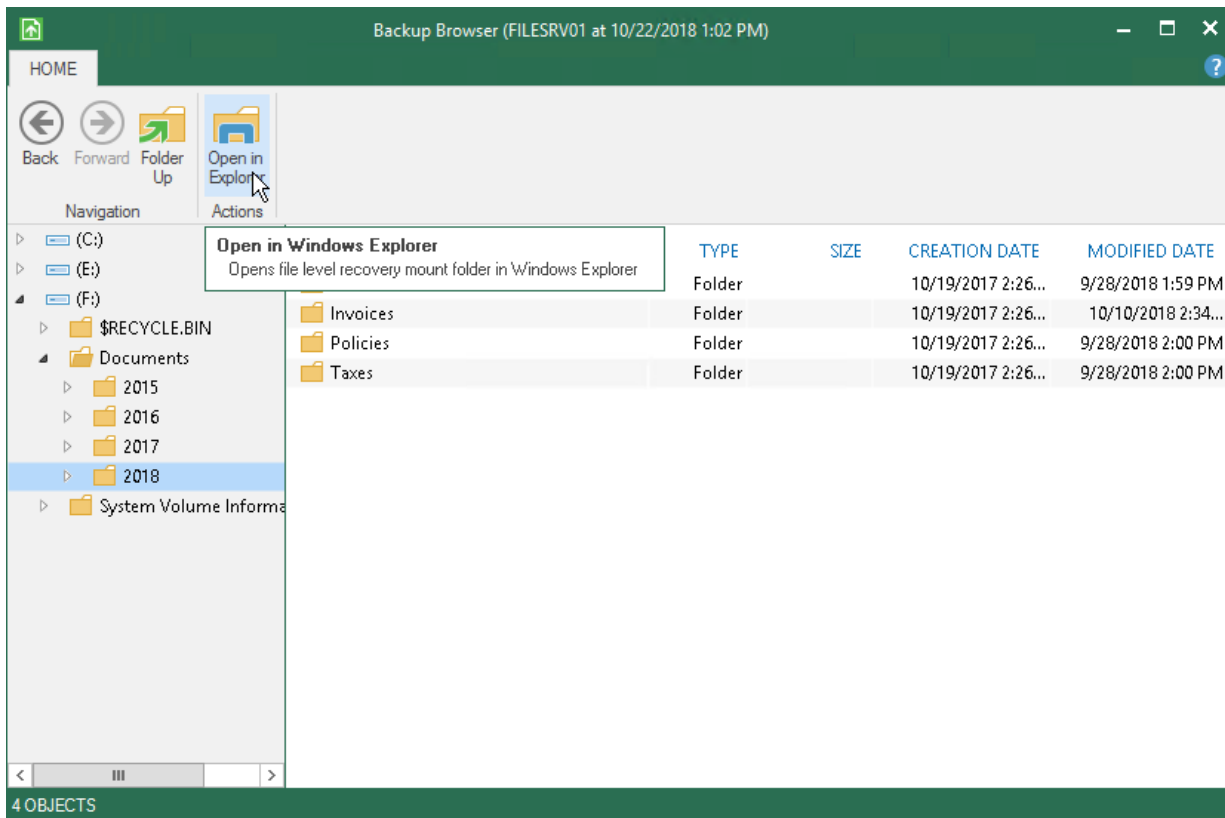 Backup Browser (FILESRV01 at 10/22/2018 1:02 PM)
HOME
Back Forward Folder Up Open in Explorer
Navigation Actions
Open in Windows Explorer
Opens file level recovery mount folder in Windows Explorer
(C:)
(E:)
(F:)
$RECYCLE.BIN
Documents
2015
2016
2017
2018
System Volume Informa
TYPE SIZE CREATION DATE MODIFIED DATE
Folder 10/19/2017 2:26... 9/28/2018 1:59 PM
Invoices Folder 10/19/2017 2:26... 10/10/2018 2:34...
Policies Folder 10/19/2017 2:26... 9/28/2018 2:00 PM
Taxes Folder 10/19/2017 2:26... 9/28/2018 2:00 PM
4 OBJECTS